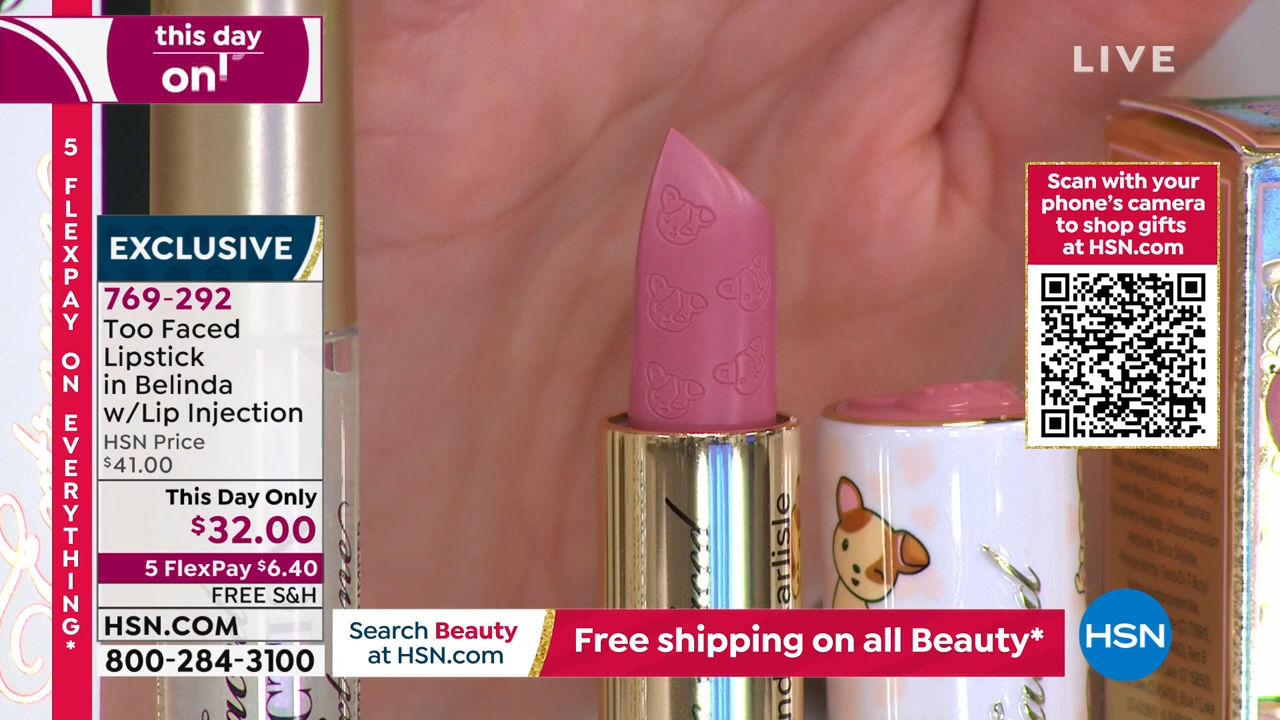 this day
onl
LIVE
5 FLEXPAY ON EVERYTHING*
EXCLUSIVE
769-292
Too Faced
Lipstick
in Belinda
w/Lip Injection
HSN Price
$41.00
This Day Only
$32.00
5 FlexPay $6.40
FREE S&H
HSN.COM
800-284-3100
Scan with your
phone's camera
to shop gifts
at HSN.com
arlisle
Search Beauty
at HSN.com
Free shipping on all Beauty*
HSN